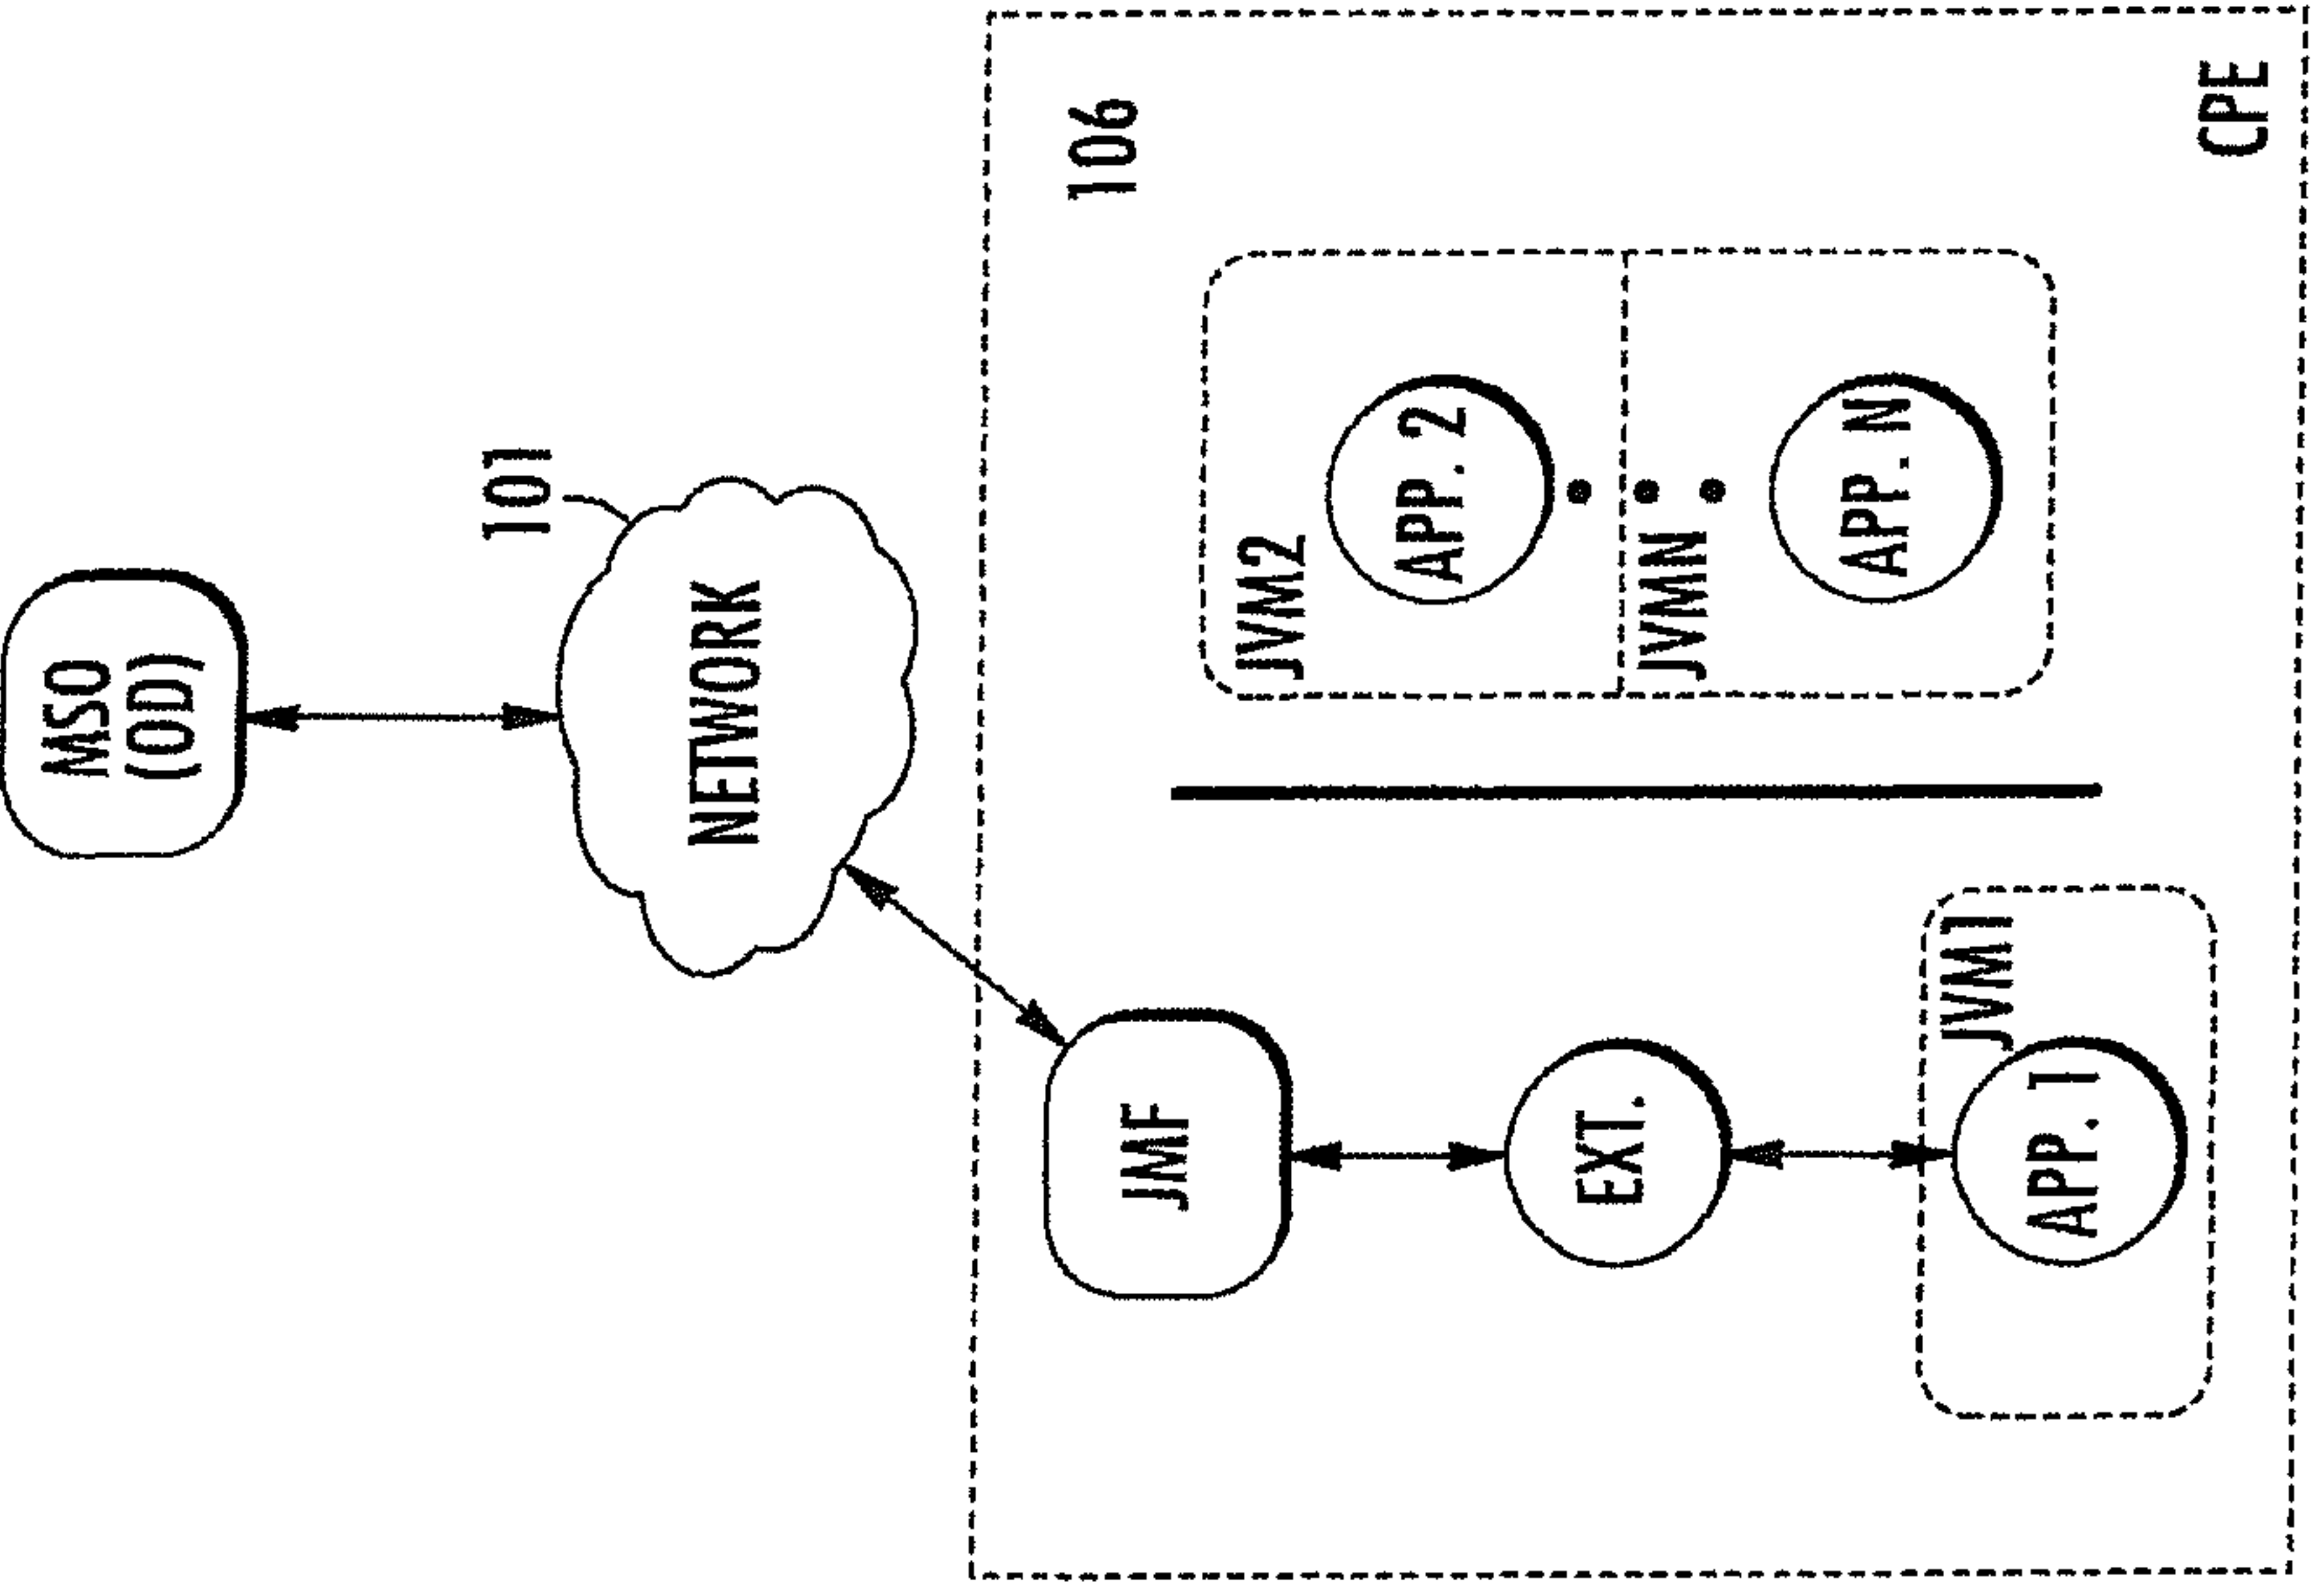 MSO
(OD)
101
NETWORK
106
JMF
JVM2
APP. 2
EXT.
JVMN
APP. N
JVM1
APP. 1
CPE